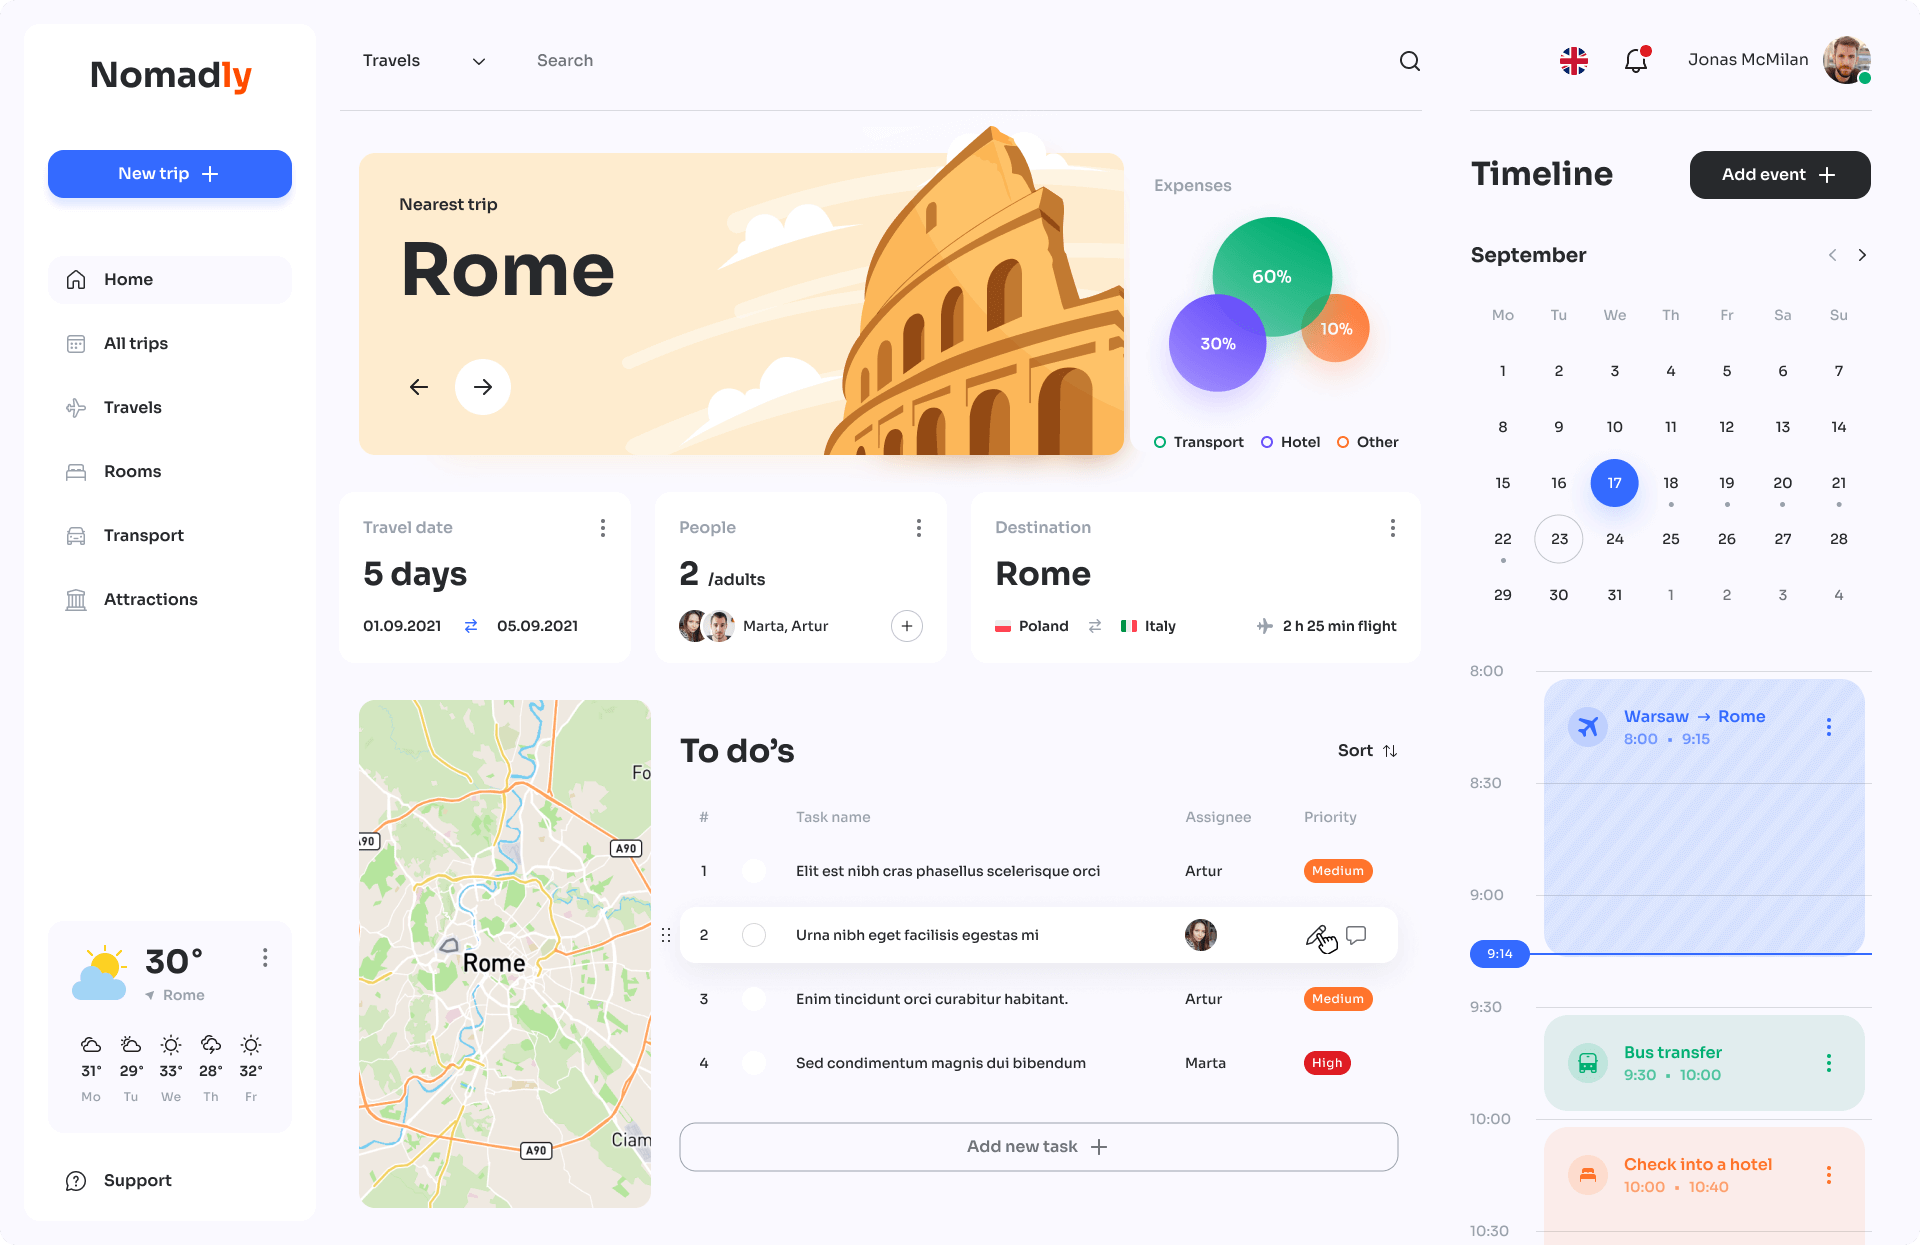 Nomadly
New trip
Home
All trips
Travels
Rooms
Transport
Attractions
30°
Rome
31° 29° 33° 28° 32°
Mo Tu We Th Fr
Support
Travels
Search
Nearest trip
Rome
Expenses
60%
30%
10%
Transport Hotel Other
Travel date
5 days
01.09.2021 05.09.2021
People
2 /adults
Marta, Artur
Destination
Rome
Poland Italy 2 h 25 min flight
Fo
A90
A90
Rome
Ciam
A90
To do’s
Sort
# Task name Assignee Priority
1 Elit est nibh cras phasellus scelerisque orci Artur Medium
2 Urna nibh eget facilisis egestas mi
3 Enim tincidunt orci curabitur habitant. Artur Medium
4 Sed condimentum magnis dui bibendum Marta High
Add new task
Jonas McMilan
Timeline
Add event
September
Mo Tu We Th Fr Sa Su
1 2 3 4 5 6 7
8 9 10 11 12 13 14
15 16 17 18 19 20 21
22 23 24 25 26 27 28
29 30 31 1 2 3 4
8:00
Warsaw → Rome
8:00 • 9:15
8:30
9:00
9:14
9:30
Bus transfer
9:30 • 10:00
10:00
Check into a hotel
10:00 • 10:40
10:30